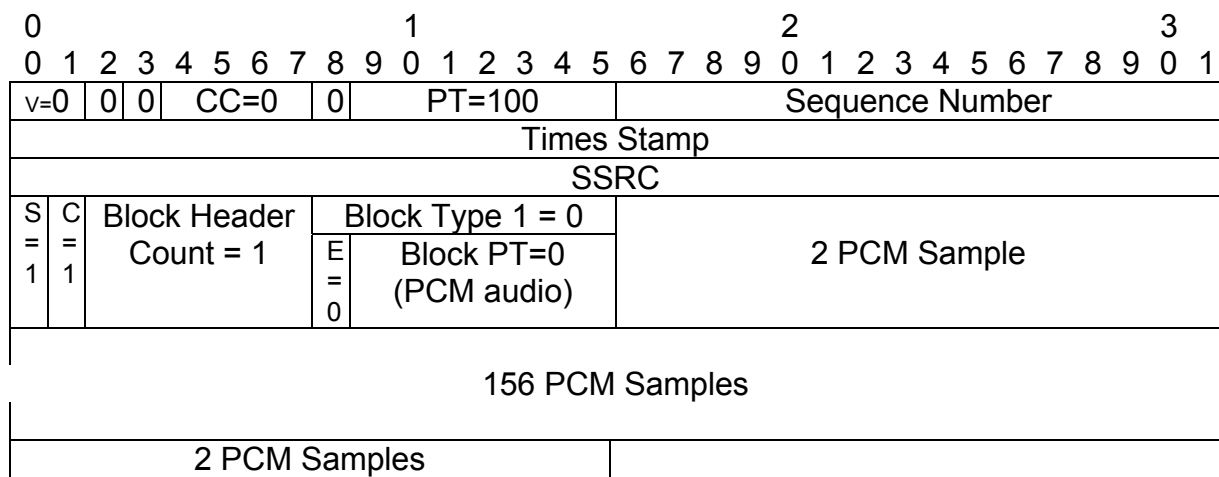 0 1 2 3
0 1 2 3 4 5 6 7 8 9 0 1 2 3 4 5 6 7 8 9 0 1 2 3 4 5 6 7 8 9 0 1
V=0 0 0 CC=0 0 PT=100 Sequence Number
Times Stamp
SSRC
S = 1
C = 1
Block Header
Count = 1
Block Type 1 = 0
E = 0
Block PT=0
(PCM audio)
2 PCM Sample
156 PCM Samples
2 PCM Samples